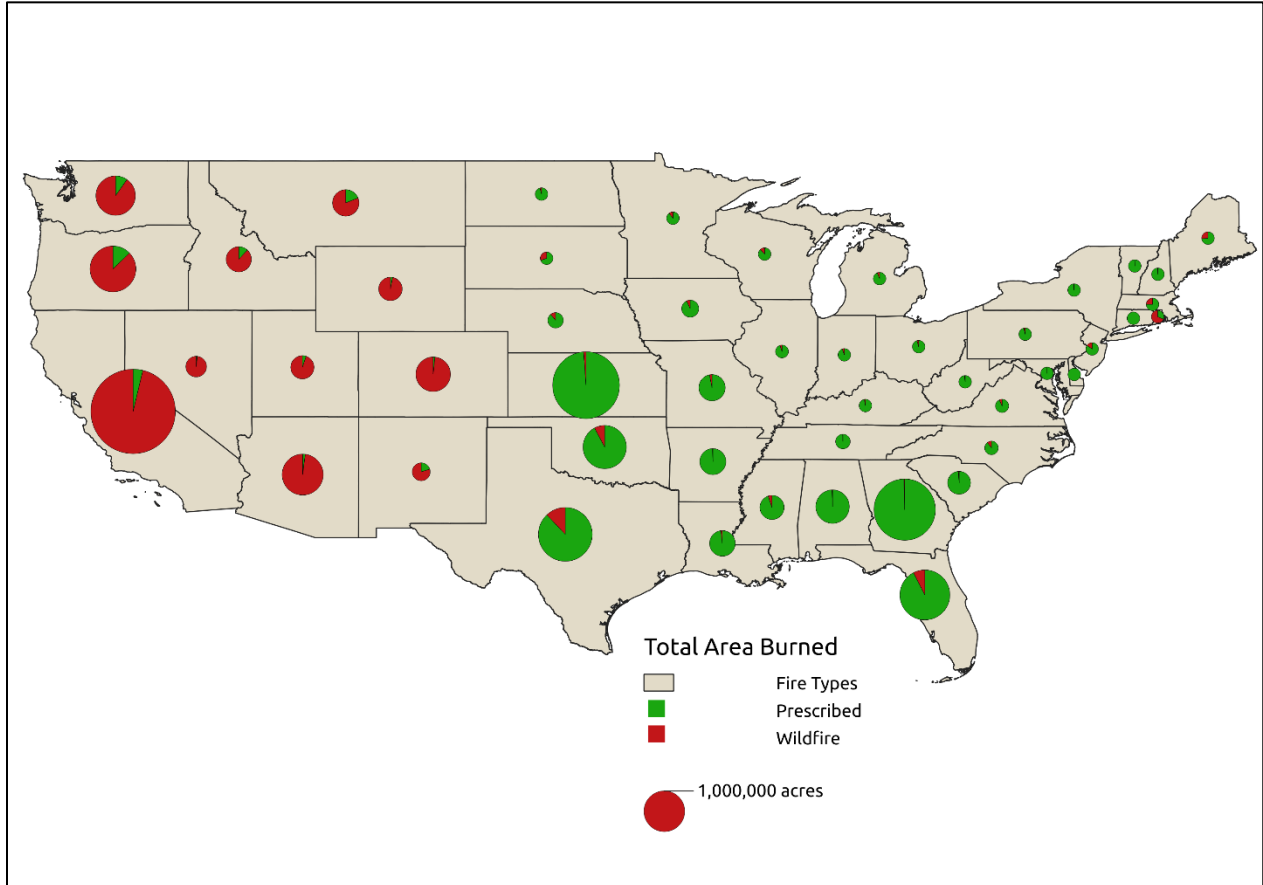 Total Area Burned
Fire Types
Prescribed
Wildfire
1,000,000 acres